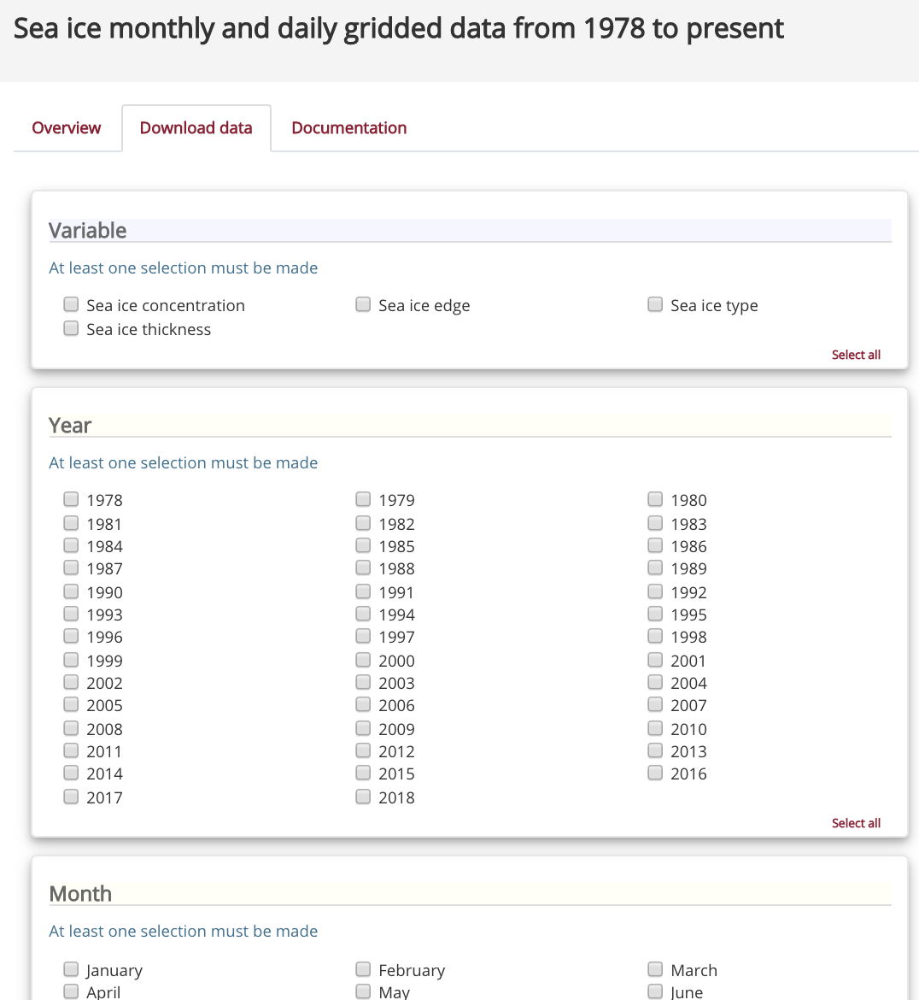 Sea ice monthly and daily gridded data from 1978 to present
Overview Download data Documentation
Variable
At least one selection must be made
Sea ice concentration Sea ice edge Sea ice type
Sea ice thickness
Select all
Year
At least one selection must be made
1978 1979 1980
1981 1982 1983
1984 1985 1986
1987 1988 1989
1990 1991 1992
1993 1994 1995
1996 1997 1998
1999 2000 2001
2002 2003 2004
2005 2006 2007
2008 2009 2010
2011 2012 2013
2014 2015 2016
2017 2018
Select all
Month
At least one selection must be made
January February March
April May June